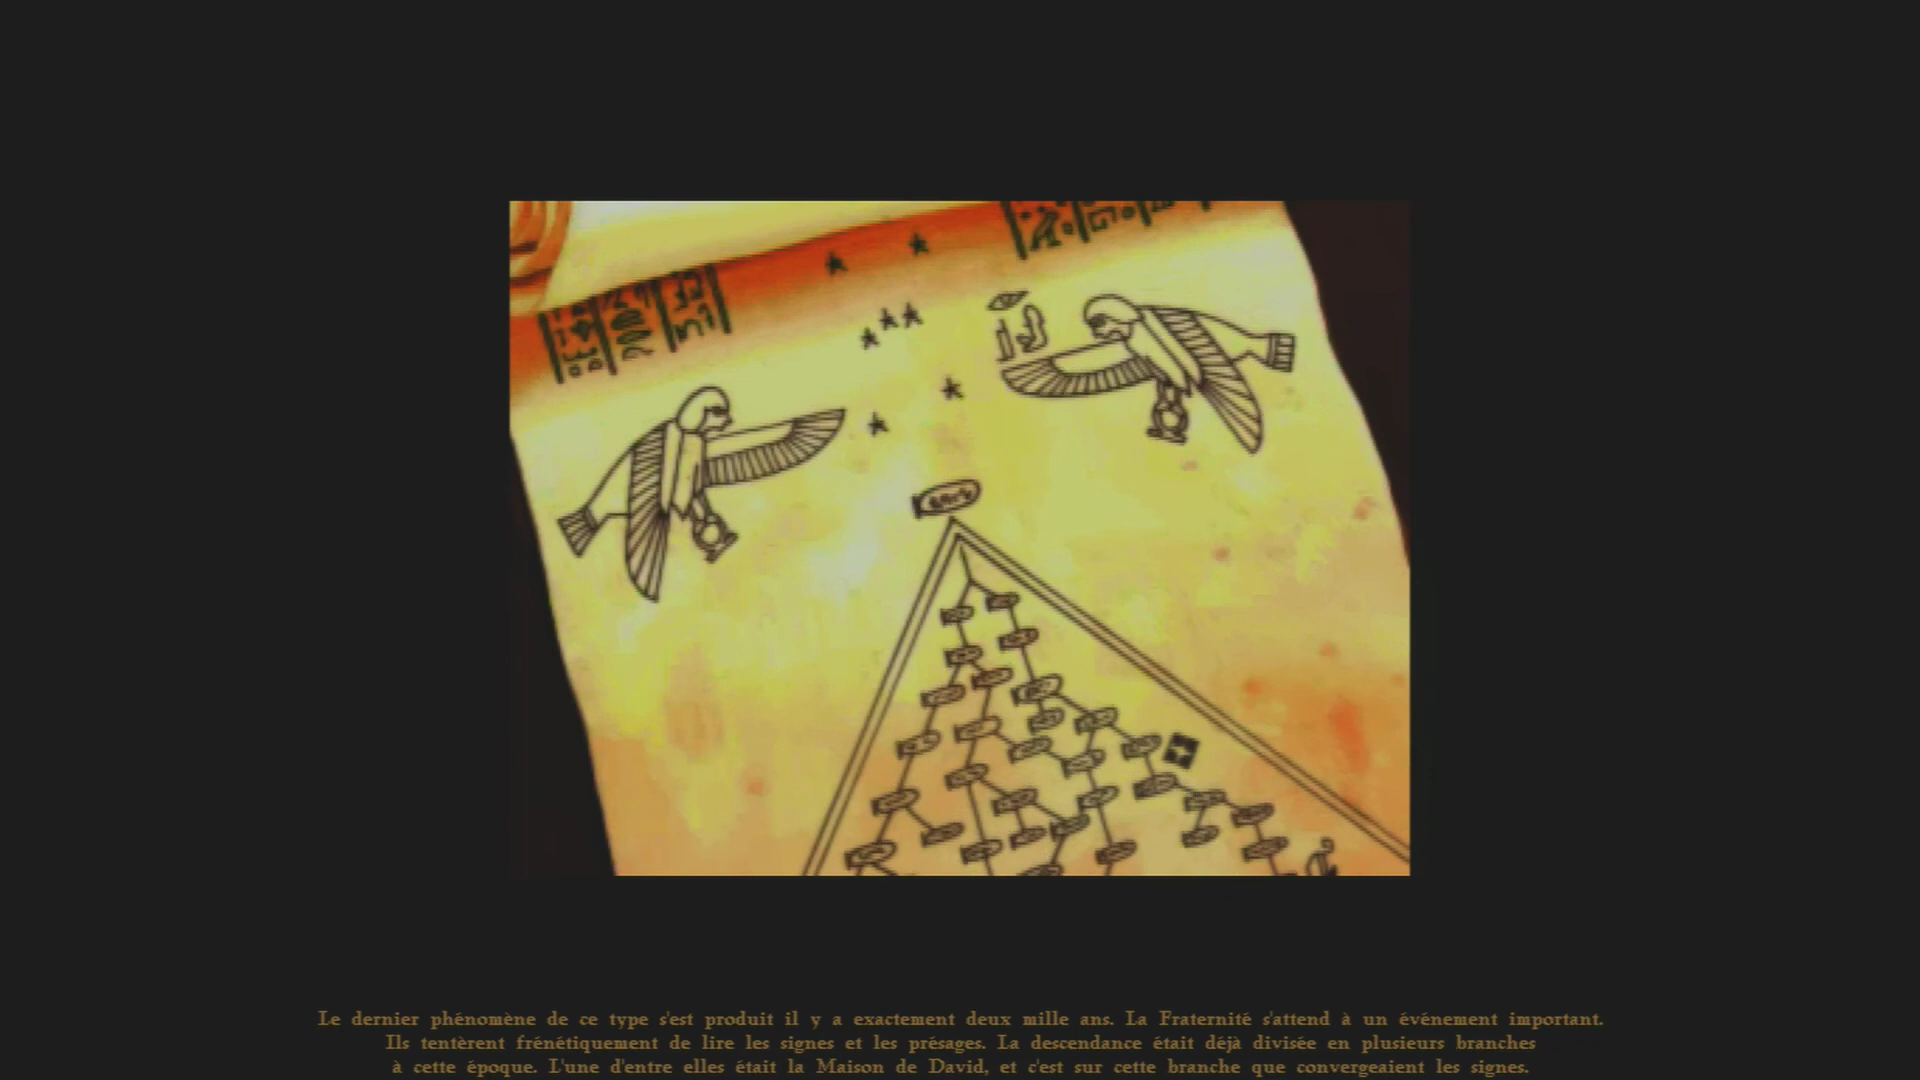 Le dernier phénomène de ce type s'est produit il y a exactement deux mille ans. La Fraternité s'attend à un événement important.
Ils tentèrent frénétiquement de lire les signes et les présages. La descendance était déjà divisée en plusieurs branches
à cette époque. L'une d'entre elles était la Maison de David, et c'est sur cette branche que convergeaient les signes.